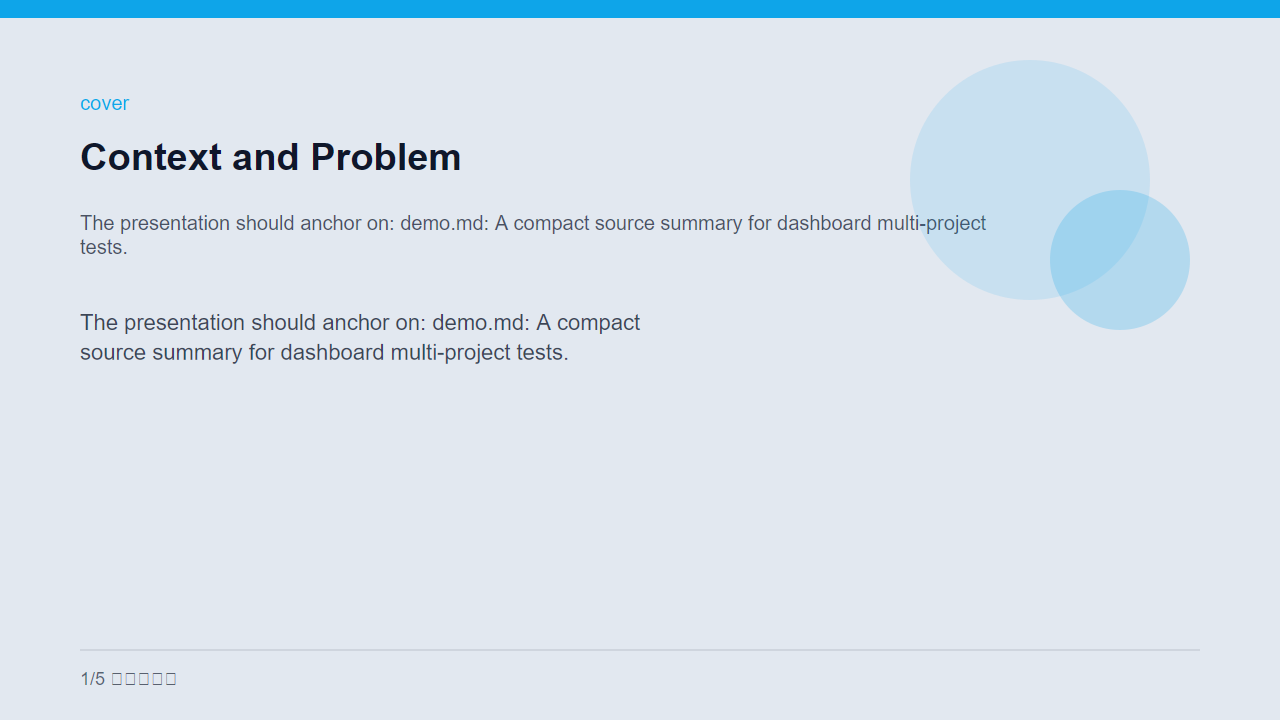 cover
Context and Problem
The presentation should anchor on: demo.md: A compact source summary for dashboard multi-project
tests.
The presentation should anchor on: demo.md: A compact
source summary for dashboard multi-project tests.
1/5